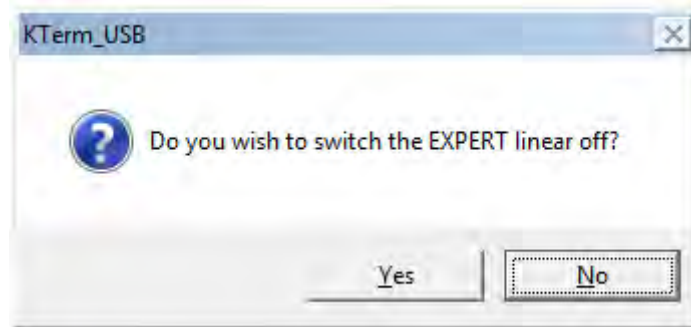 KTerm_USB
Do you wish to switch the EXPERT linear off?
Yes
No